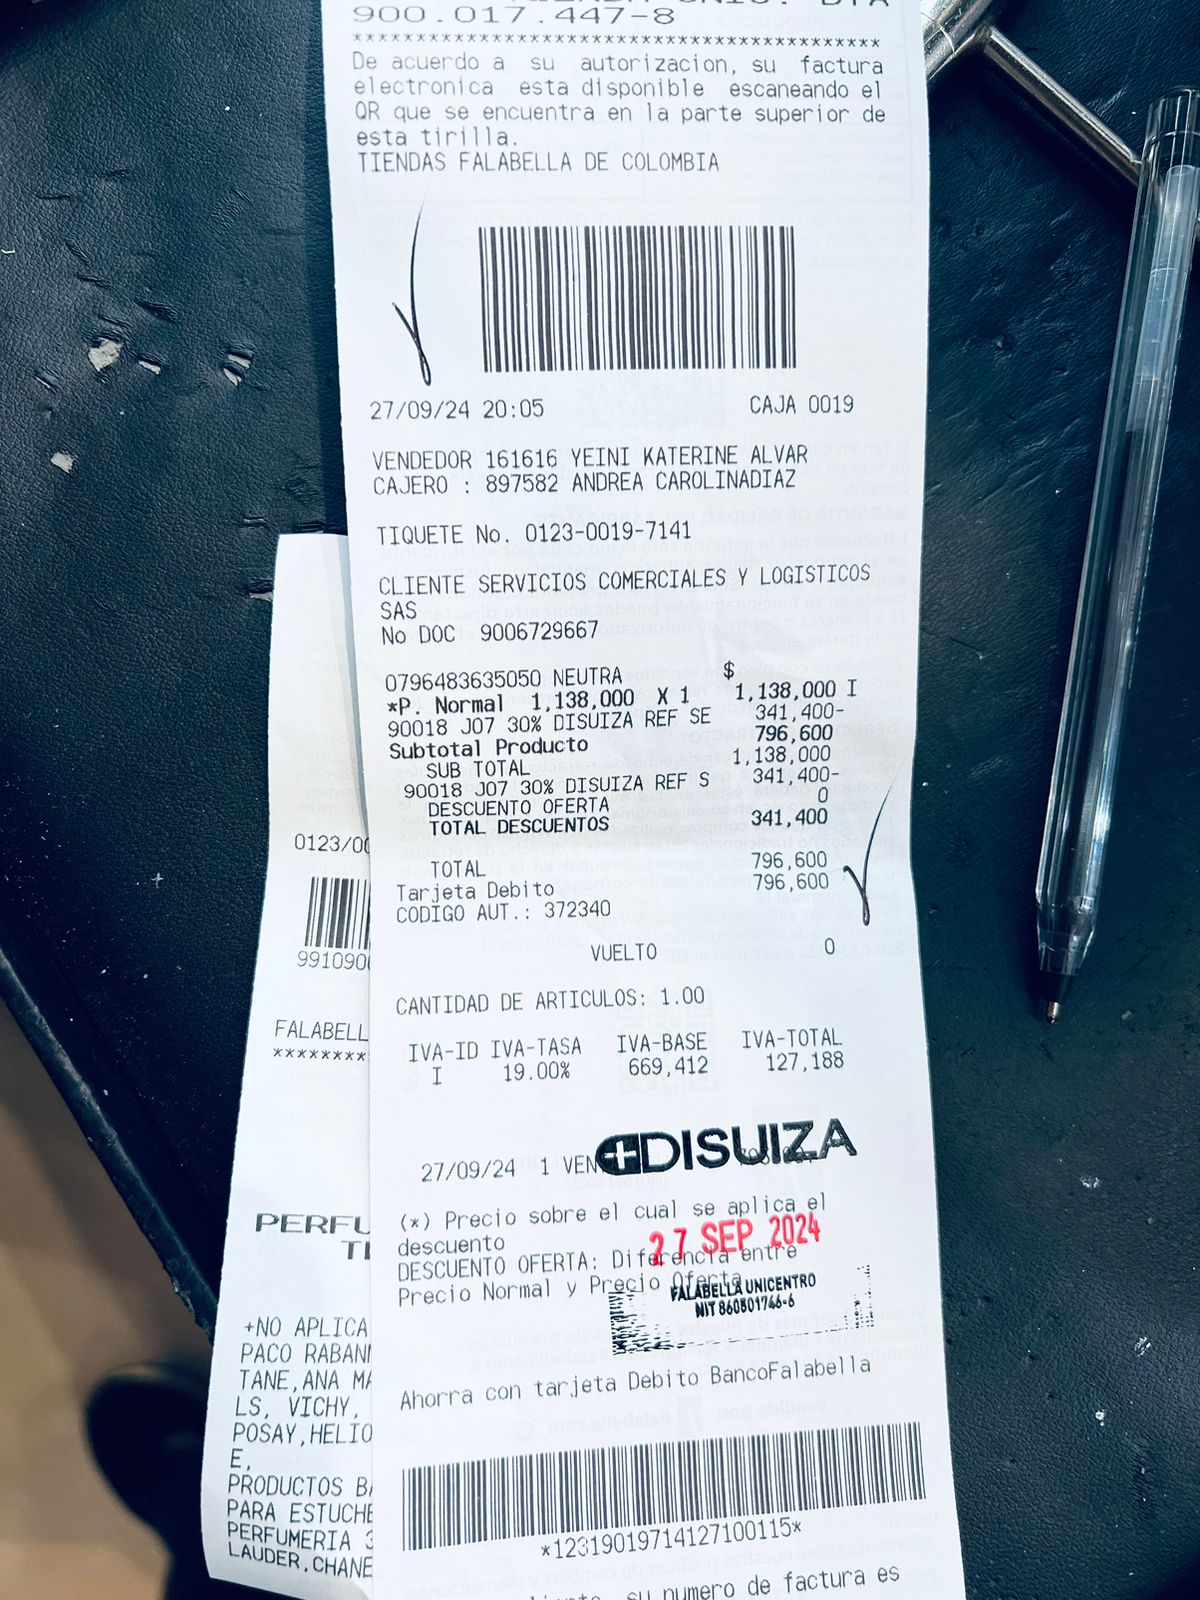 900.017.447-8
******************************************
De acuerdo a su autorizacion, su factura
electronica esta disponible escaneando el
QR que se encuentra en la parte superior de
esta tirilla.
TIENDAS FALABELLA DE COLOMBIA
27/09/24 20:05 CAJA 0019
VENDEDOR 161616 YEINI KATERINE ALVAR
CAJERO : 897582 ANDREA CAROLINADIAZ
TIQUETE No. 0123-0019-7141
CLIENTE SERVICIOS COMERCIALES Y LOGISTICOS
SAS
No DOC 9006729667
0796483635050 NEUTRA $
*P. Normal 1,138,000 X 1 1,138,000 I
90018 J07 30% DISUIZA REF SE 341,400-
Subtotal Producto 796,600
SUB TOTAL 1,138,000
90018 J07 30% DISUIZA REF S 341,400-
DESCUENTO OFERTA 0
TOTAL DESCUENTOS 341,400
TOTAL 796,600
Tarjeta Debito 796,600
CODIGO AUT.: 372340
VUELTO 0
CANTIDAD DE ARTICULOS: 1.00
IVA-ID IVA-TASA IVA-BASE IVA-TOTAL
I 19.00% 669,412 127,188
DISUIZA
27/09/24 1 VEN
(*) Precio sobre el cual se aplica el
descuento
27 SEP 2024
DESCUENTO OFERTA: Diferencia entre
Precio Normal y Precio Oferta
FALABELLA UNICENTRO
NIT 860501746-6
Ahorra con tarjeta Debito BancoFalabella
*12319019714127100115*
su numero de factura es
0123/00
9910900
FALABELL
********
PERFU
TI
+NO APLICA
PACO RABANN
TANE,ANA MA
LS, VICHY,
POSAY,HELIO
E,
PRODUCTOS BA
PARA ESTUCHE
PERFUMERIA 3
LAUDER,CHANE